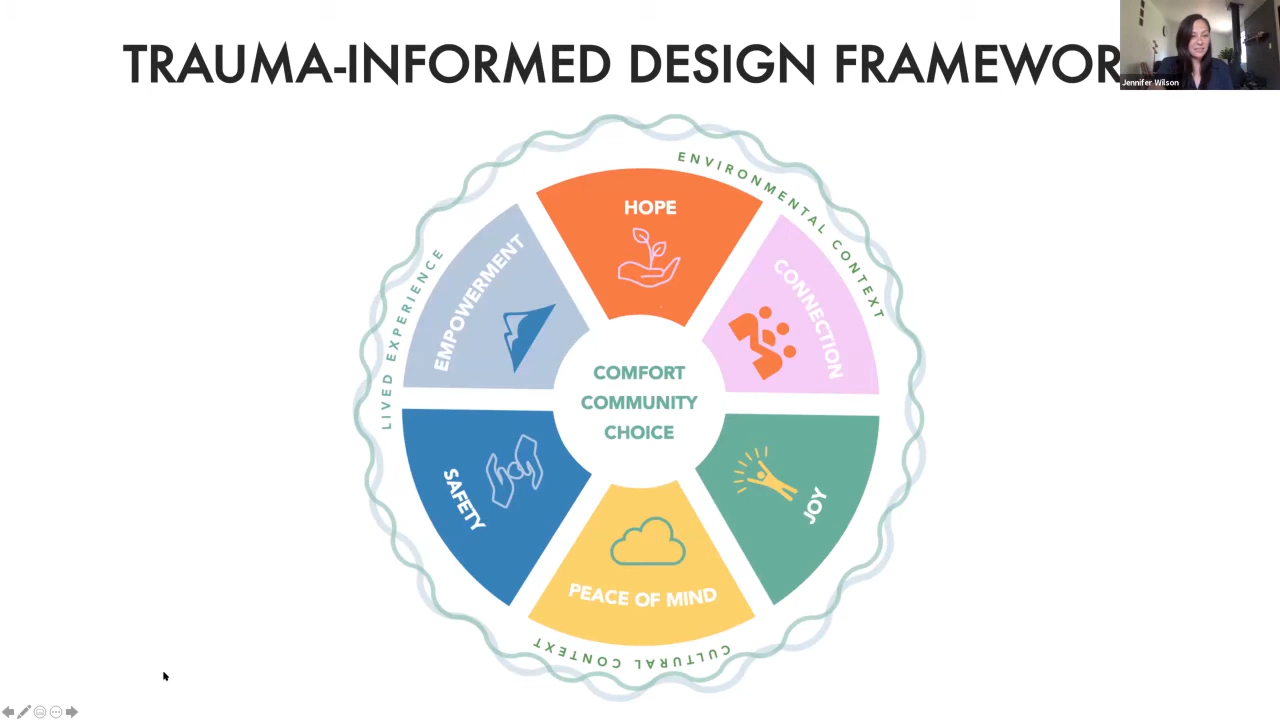 TRAUMA-INFORMED DESIGN FRAMEWOR
Jennifer Wilson
ENVIRONMENTAL CONTEXT
HOPE
CONNECTION
EMPOWERMENT
LIVED EXPERIENCE
COMFORT
COMMUNITY
CHOICE
SAFETY
JOY
PEACE OF MIND
CULTURAL CONTEXT